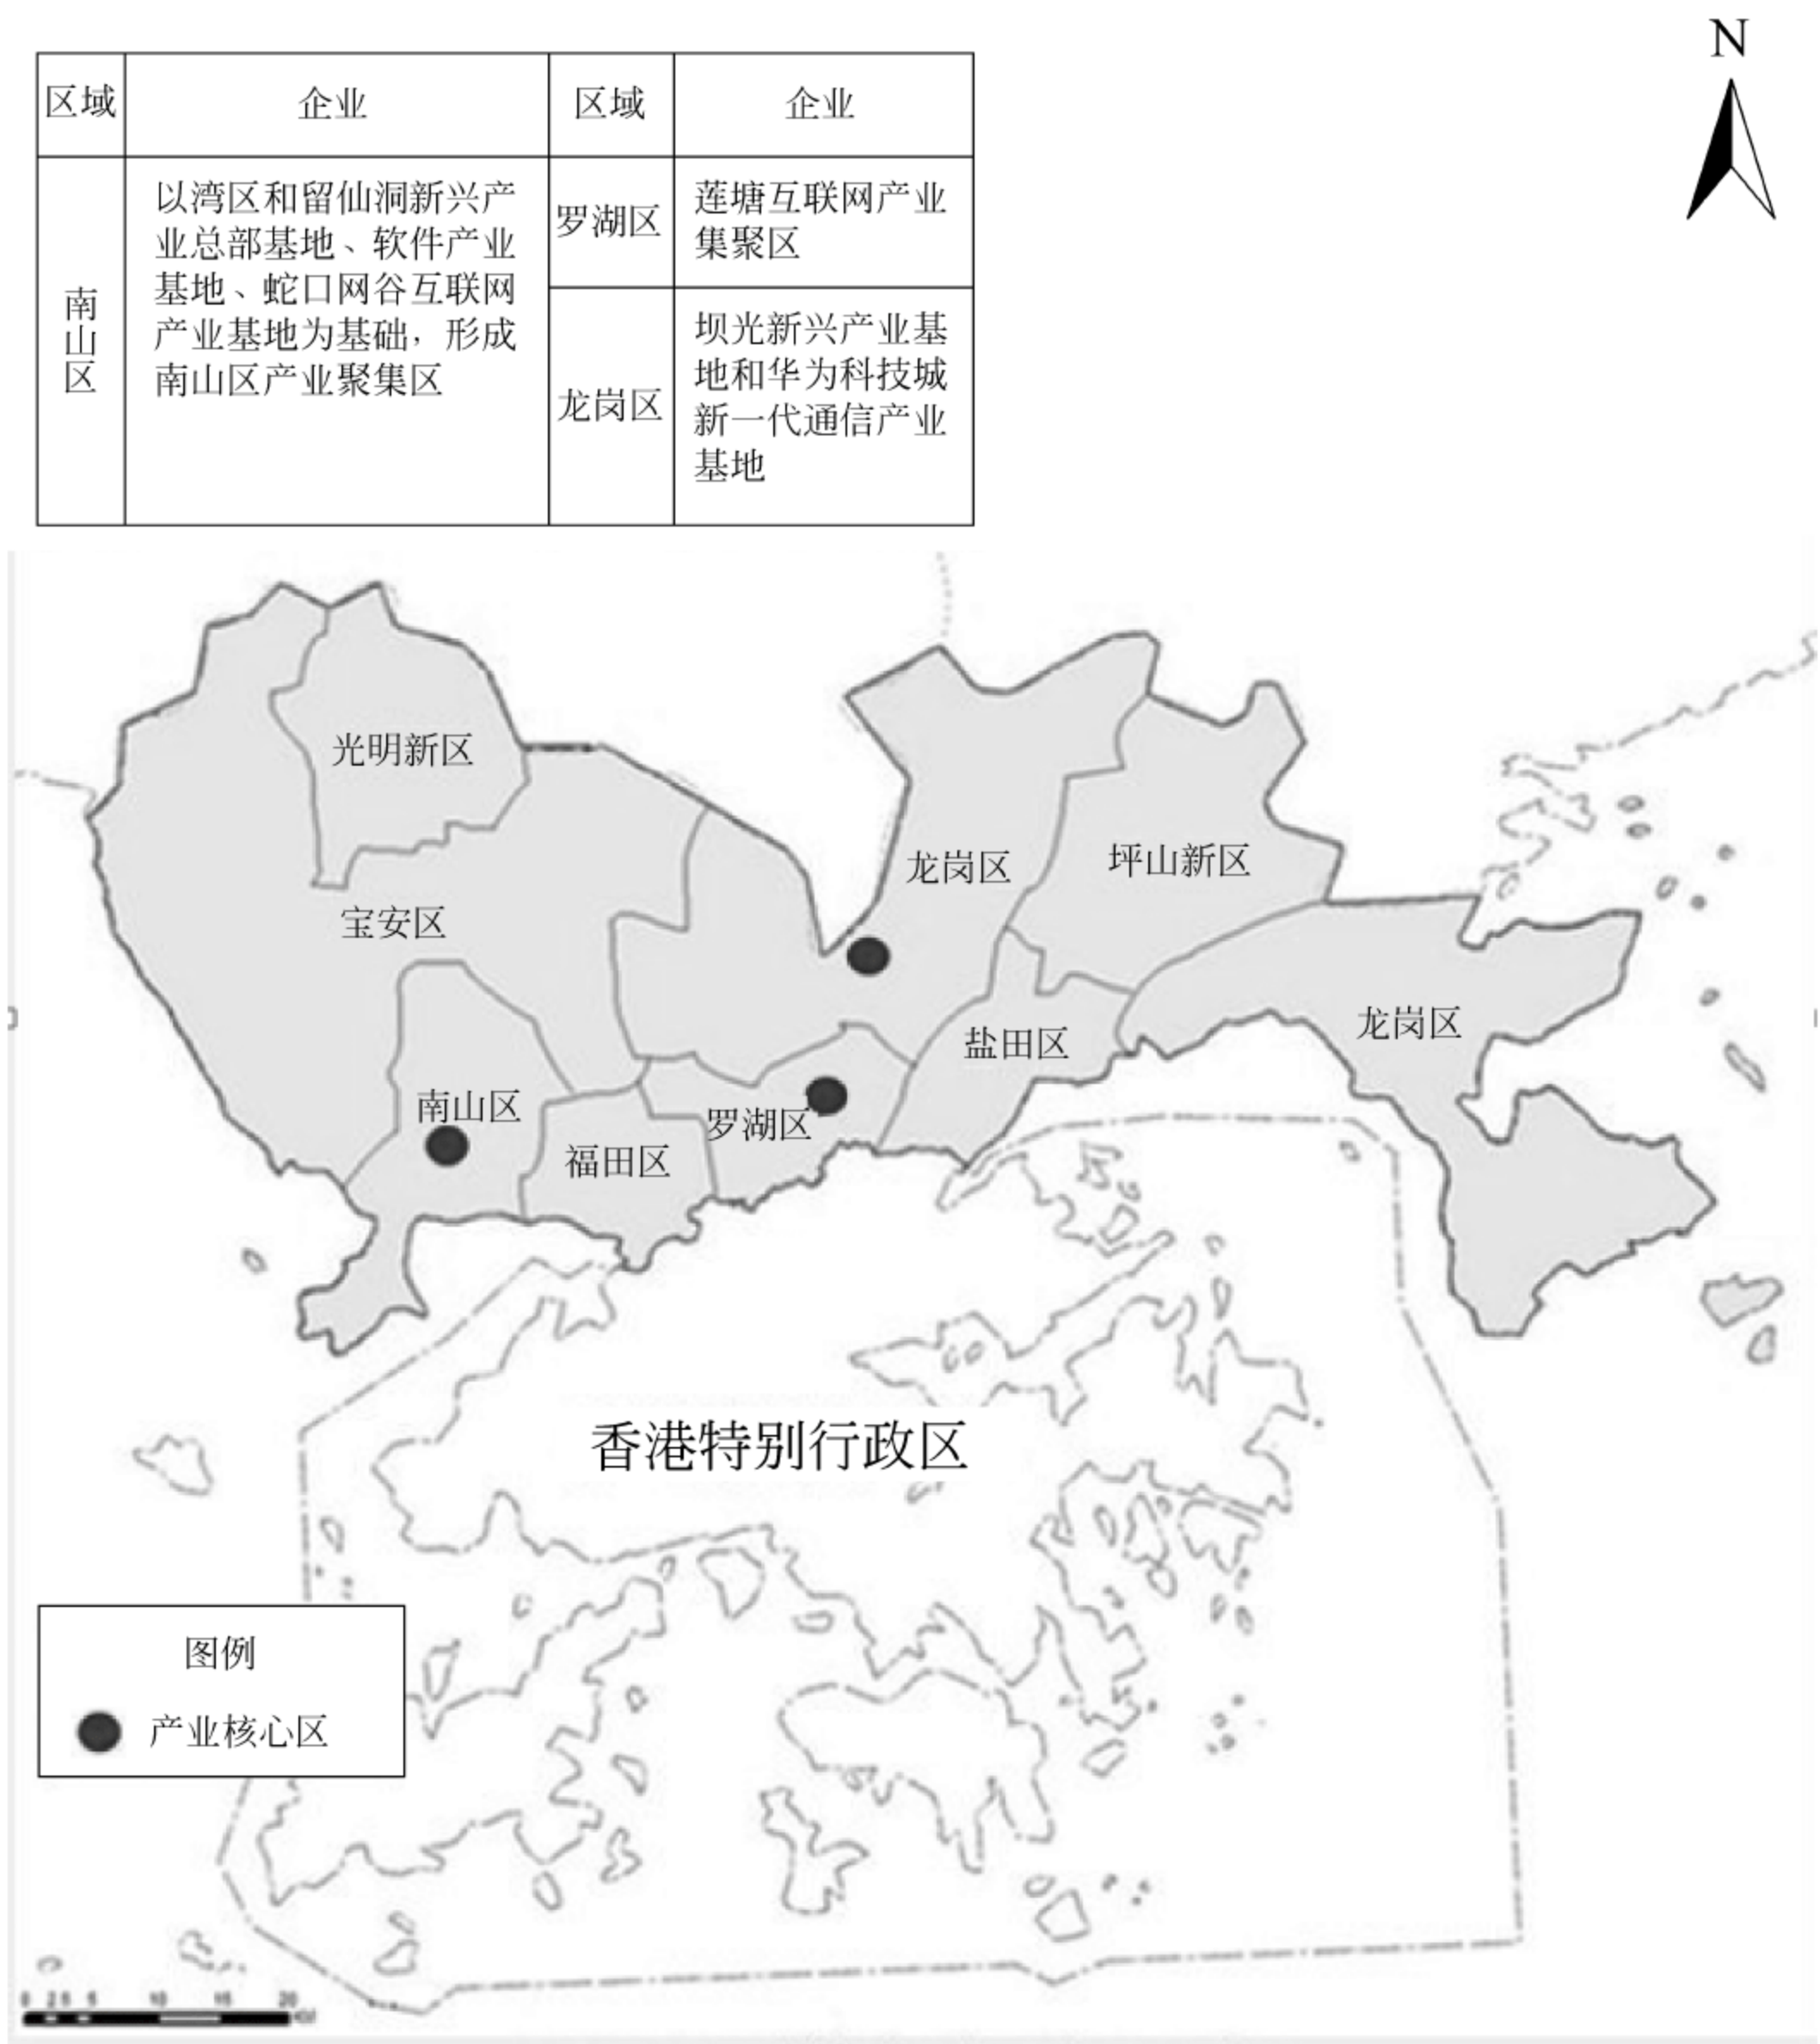 N
区域 企业 区域 企业
南山区
以湾区和留仙洞新兴产
业总部基地、软件产业
基地、蛇口网谷互联网
产业基地为基础，形成
南山区产业聚集区
罗湖区
莲塘互联网产业
集聚区
龙岗区
坝光新兴产业基
地和华为科技城
新一代通信产业
基地
光明新区
宝安区
龙岗区
坪山新区
南山区
福田区
罗湖区
盐田区
龙岗区
香港特别行政区
图例
产业核心区
0 2.5 5 10 15 20